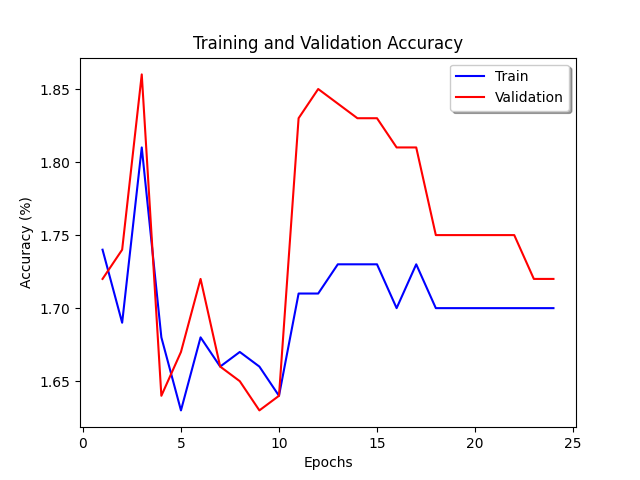 Training and Validation Accuracy
Train
Validation
Accuracy (%)
1.85
1.80
1.75
1.70
1.65
0 5 10 15 20 25
Epochs